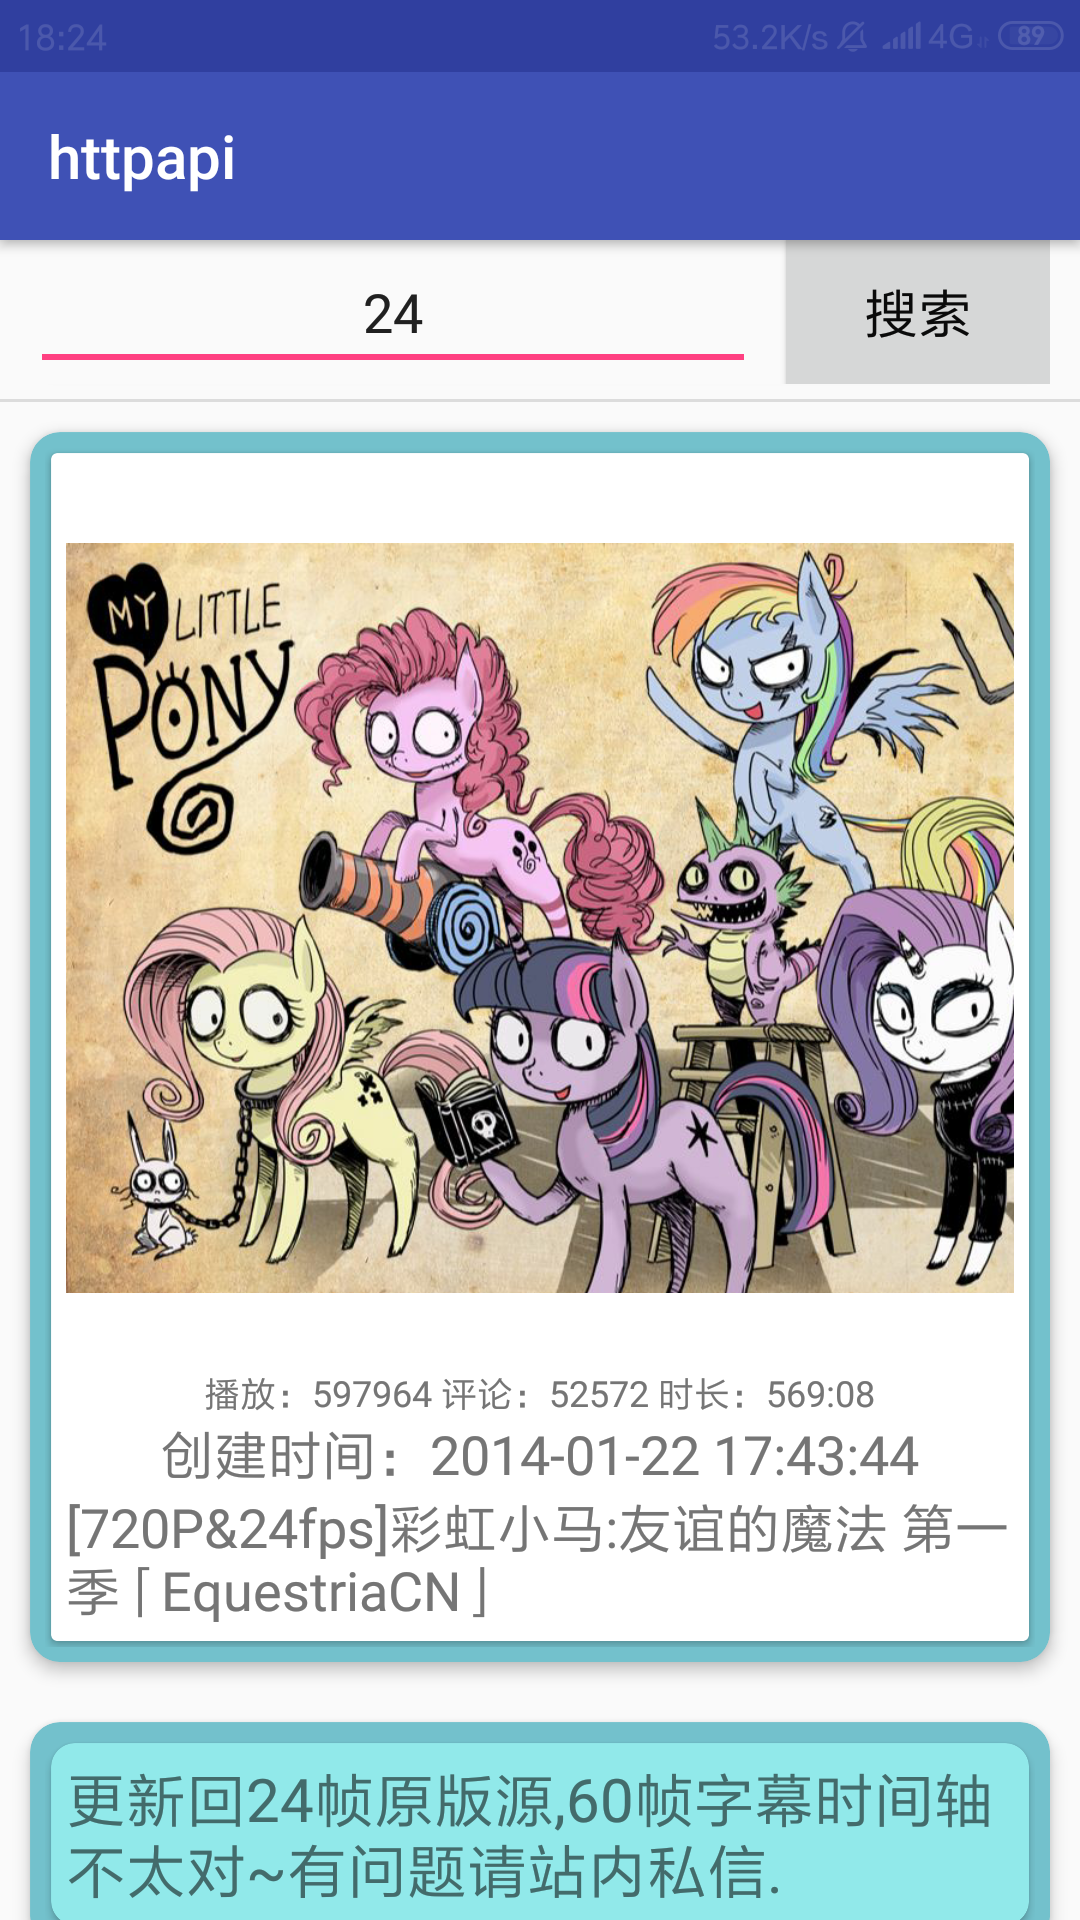 18:24 53.2K/s 4G 89
httpapi
24 搜索
MY LITTLE
PONY
播放：597964 评论：52572 时长：569:08
创建时间：2014-01-22 17:43:44
[720P&24fps]彩虹小马:友谊的魔法 第一
季「EquestriaCN」
更新回24帧原版源,60帧字幕时间轴
不太对~有问题请站内私信.